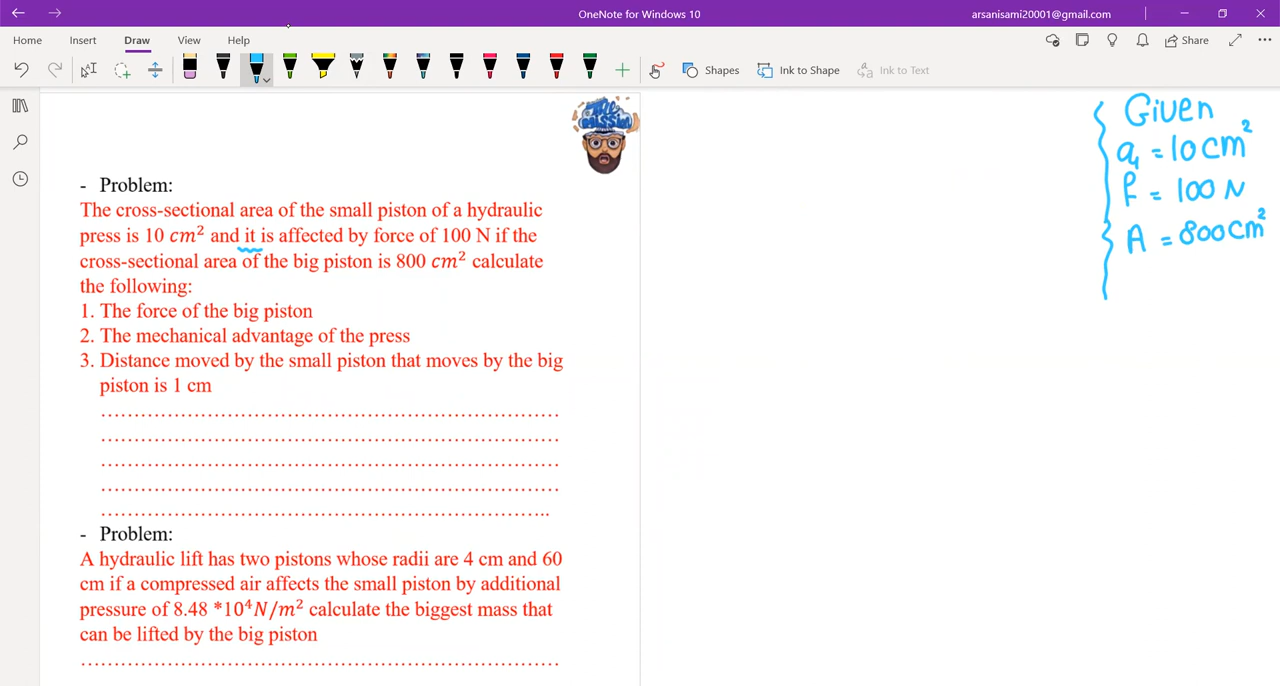 OneNote for Windows 10
arsanisami20001@gmail.com
Home Insert Draw View Help
Share
Shapes Ink to Shape Ink to Text
The Mission
- Problem:
The cross-sectional area of the small piston of a hydraulic
press is 10 cm² and it is affected by force of 100 N if the
cross-sectional area of the big piston is 800 cm² calculate
the following:
1. The force of the big piston
2. The mechanical advantage of the press
3. Distance moved by the small piston that moves by the big
piston is 1 cm
- Problem:
A hydraulic lift has two pistons whose radii are 4 cm and 60
cm if a compressed air affects the small piston by additional
pressure of 8.48 *10⁴N/m² calculate the biggest mass that
can be lifted by the big piston
Given
a = 10 cm²
f = 100 N
A = 800 cm²